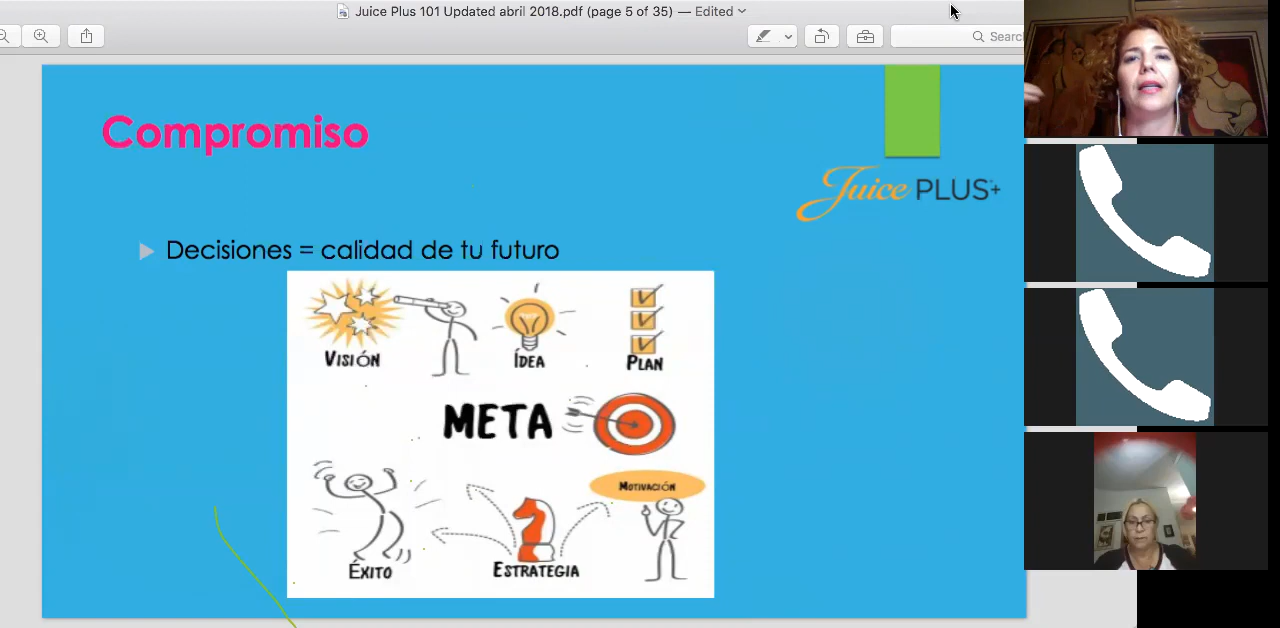 Juice Plus 101 Updated abril 2018.pdf (page 5 of 35) — Edited
Search
Compromiso
Juice PLUS+
Decisiones = calidad de tu futuro
VISIÓN
ÍDEA
PLAN
META
MOTIVACIÓN
ÉXITO
ESTRATEGIA